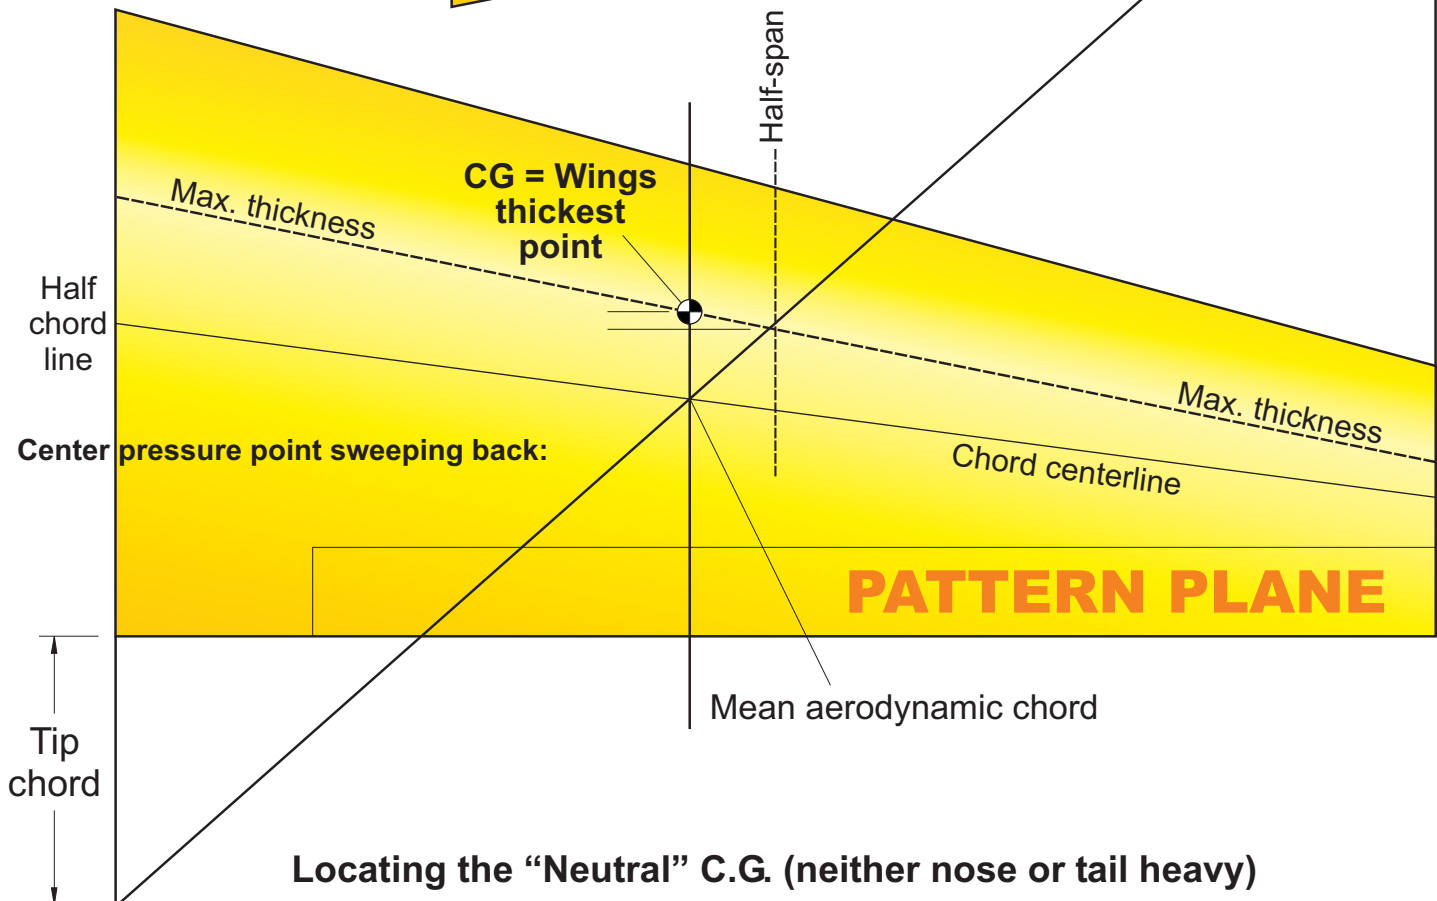 Half-span
CG = Wings
thickest
point
Max. thickness
Half
chord
line
Max. thickness
Center pressure point sweeping back:
Chord centerline
PATTERN PLANE
Mean aerodynamic chord
Tip
chord
Locating the “Neutral” C.G. (neither nose or tail heavy)